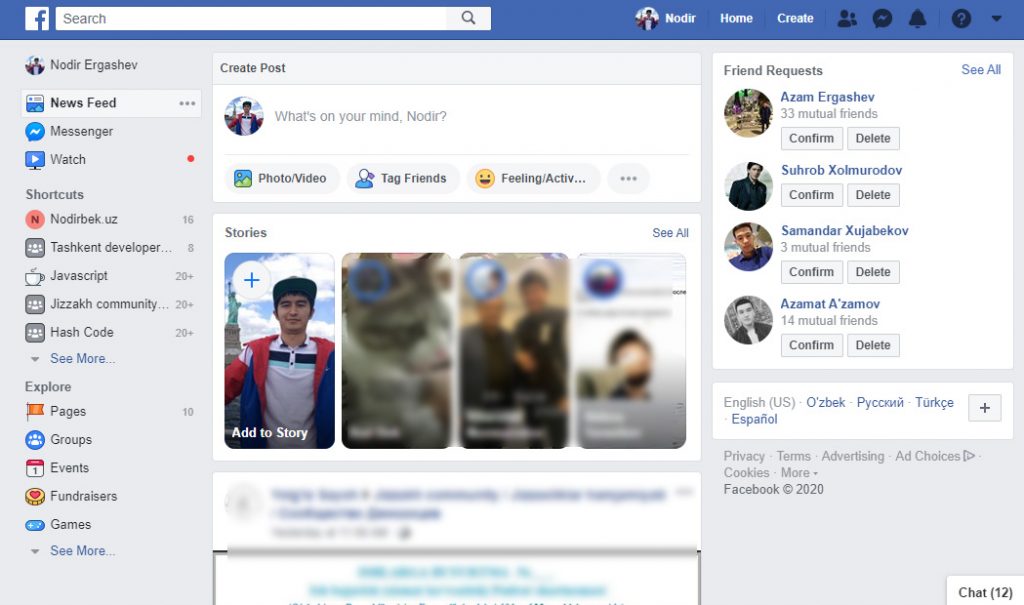 f
Search
Nodir
Home
Create
Nodir Ergashev
News Feed
Messenger
Watch
Shortcuts
N Nodirbek.uz 16
Tashkent developer... 8
Javascript 20+
Jizzakh community... 20+
Hash Code 20+
See More...
Explore
Pages 10
Groups
1 Events
Fundraisers
Games
See More...
Create Post
What's on your mind, Nodir?
Photo/Video
Tag Friends
Feeling/Activ...
Stories
See All
Add to Story
Friend Requests
See All
Azam Ergashev
33 mutual friends
Confirm Delete
Suhrob Xolmurodov
Confirm Delete
Samandar Xujabekov
3 mutual friends
Confirm Delete
Azamat A'zamov
14 mutual friends
Confirm Delete
English (US) · O'zbek · Русский · Türkçe
· Español
Privacy · Terms · Advertising · Ad Choices ·
Cookies · More
Facebook © 2020
Chat (12)